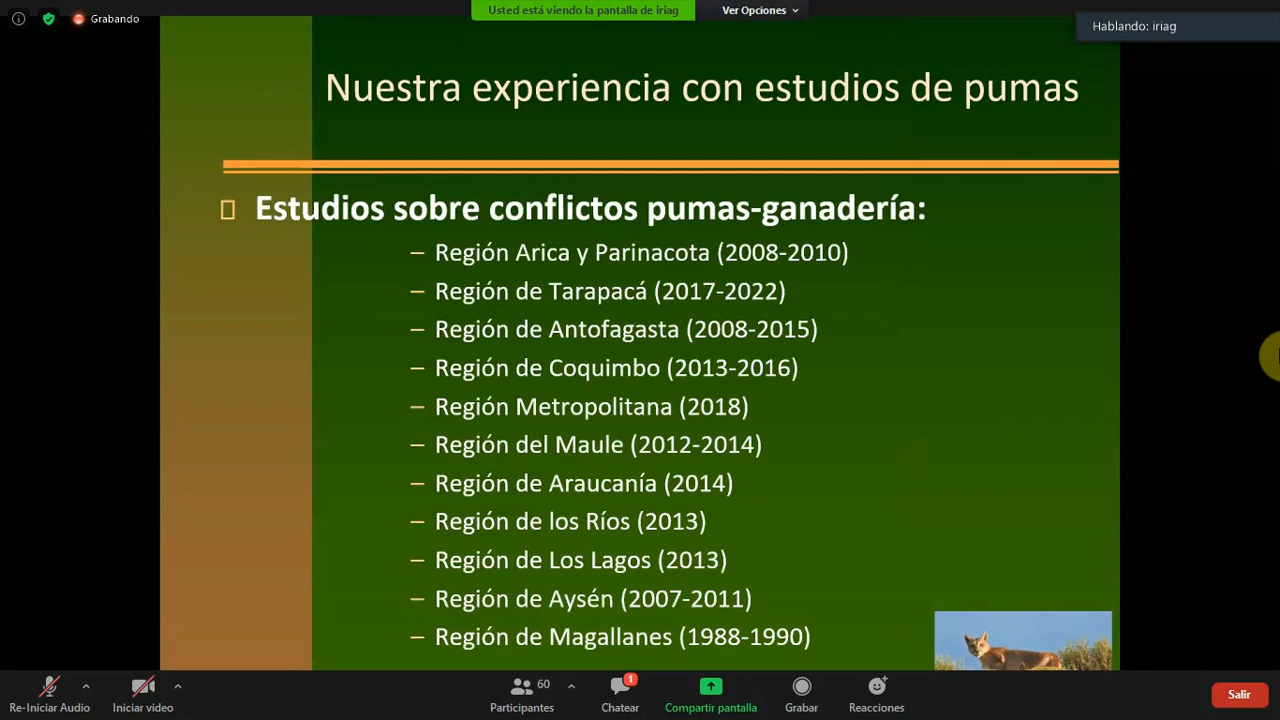 Grabando
Usted está viendo la pantalla de iriag
Ver Opciones
Hablando: iriag
Nuestra experiencia con estudios de pumas
Estudios sobre conflictos pumas-ganadería:
– Región Arica y Parinacota (2008-2010)
– Región de Tarapacá (2017-2022)
– Región de Antofagasta (2008-2015)
– Región de Coquimbo (2013-2016)
– Región Metropolitana (2018)
– Región del Maule (2012-2014)
– Región de Araucanía (2014)
– Región de los Ríos (2013)
– Región de Los Lagos (2013)
– Región de Aysén (2007-2011)
– Región de Magallanes (1988-1990)
Re-Iniciar Audio
Iniciar video
60
Participantes
1
Chatear
Compartir pantalla
Grabar
Reacciones
Salir